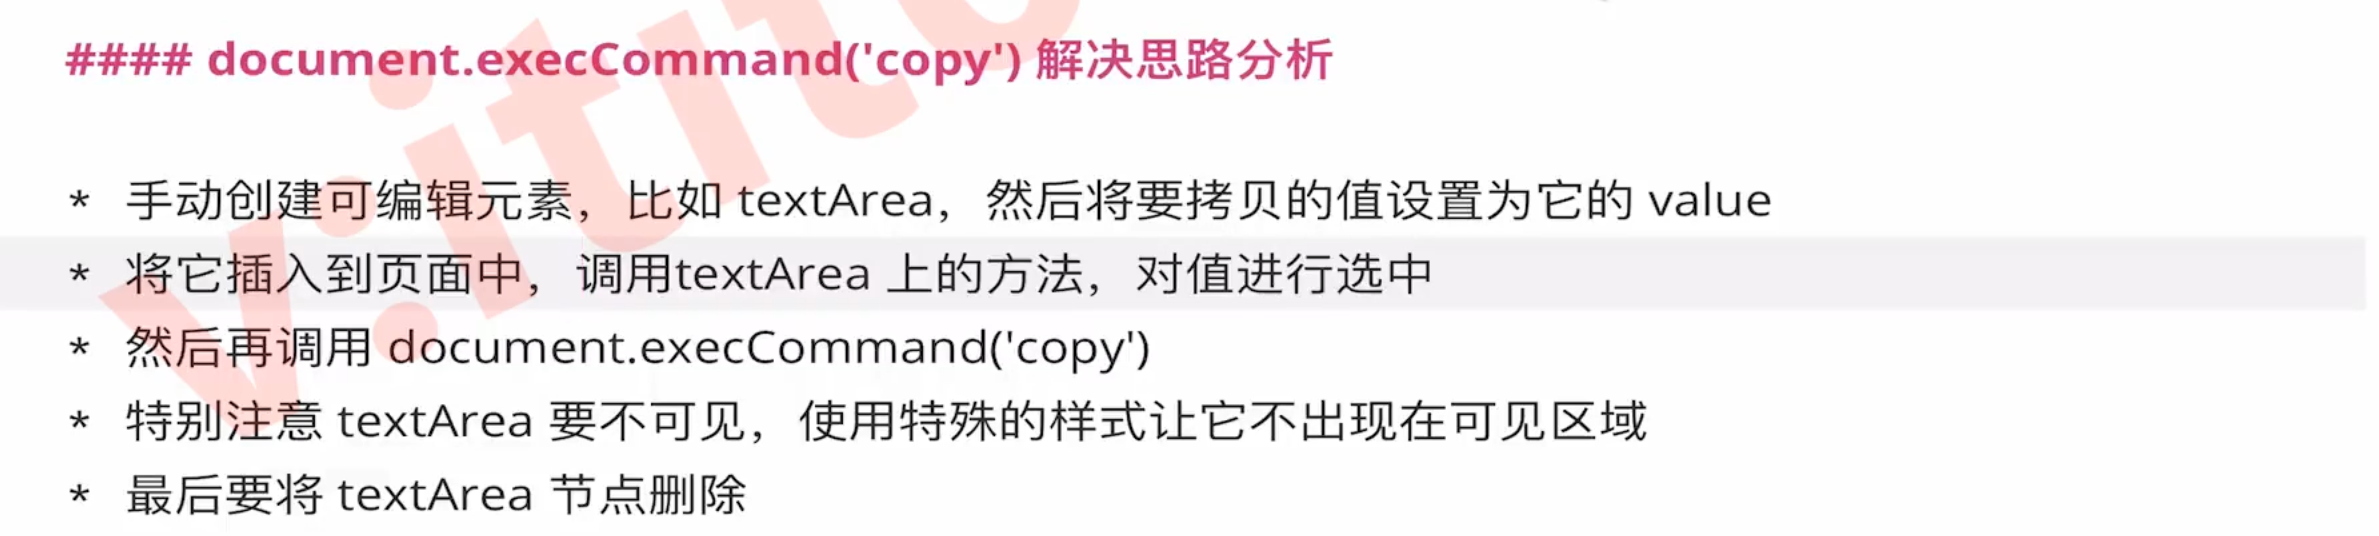 #### document.execCommand('copy') 解决思路分析
* 手动创建可编辑元素，比如 textArea，然后将要拷贝的值设置为它的 value
* 将它插入到页面中，调用textArea 上的方法，对值进行选中
* 然后再调用 document.execCommand('copy')
* 特别注意 textArea 要不可见，使用特殊的样式让它不出现在可见区域
* 最后要将 textArea 节点删除